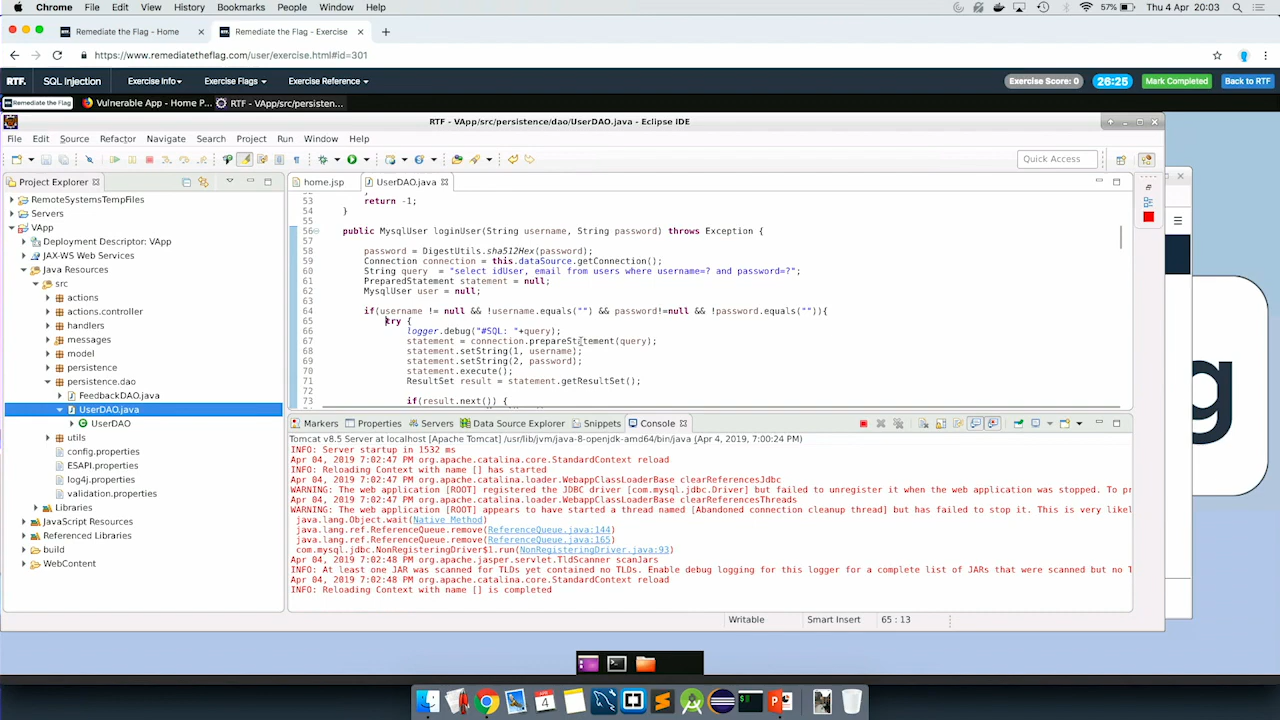 Chrome File Edit View History Bookmarks People Window Help 57% Thu 4 Apr 20:03
Remediate the Flag - Home Remediate the Flag - Exercise
https://www.remediatetheflag.com/user/exercise.html#id=301
RTF. SQL Injection Exercise Info Exercise Flags Exercise Reference Exercise Score: 0 26:25 Mark Completed Back to RTF
Remediate the Flag Vulnerable App - Home P... RTF - VApp/src/persisten...
RTF - VApp/src/persistence/dao/UserDAO.java - Eclipse IDE
File Edit Source Refactor Navigate Search Project Run Window Help
Quick Access
Project Explorer
RemoteSystemsTempFiles
Servers
VApp
Deployment Descriptor: VApp
JAX-WS Web Services
Java Resources
src
actions
actions.controller
handlers
messages
model
persistence
persistence.dao
FeedbackDAO.java
UserDAO.java
UserDAO
utils
config.properties
ESAPI.properties
log4j.properties
validation.properties
Libraries
JavaScript Resources
Referenced Libraries
build
WebContent
home.jsp UserDAO.java
53 return -1;
54 }
55
56 public MysqlUser loginUser(String username, String password) throws Exception {
57
58 password = DigestUtils.sha512Hex(password);
59 Connection connection = this.dataSource.getConnection();
60 String query = "select idUser, email from users where username=? and password=?";
61 PreparedStatement statement = null;
62 MysqlUser user = null;
63
64 if(username != null && !username.equals("") && password!=null && !password.equals("")){
65 try {
66 logger.debug("#SQL: "+query);
67 statement = connection.prepareStatement(query);
68 statement.setString(1, username);
69 statement.setString(2, password);
70 statement.execute();
71 ResultSet result = statement.getResultSet();
72
73 if(result.next()) {
Markers Properties Servers Data Source Explorer Snippets Console
Tomcat v8.5 Server at localhost [Apache Tomcat] /usr/lib/jvm/java-8-openjdk-amd64/bin/java (Apr 4, 2019, 7:00:24 PM)
INFO: Server startup in 1532 ms
Apr 04, 2019 7:02:47 PM org.apache.catalina.core.StandardContext reload
INFO: Reloading Context with name [] has started
Apr 04, 2019 7:02:47 PM org.apache.catalina.loader.WebappClassLoaderBase clearReferencesJdbc
WARNING: The web application [ROOT] registered the JDBC driver [com.mysql.jdbc.Driver] but failed to unregister it when the web application was stopped. To pr
Apr 04, 2019 7:02:47 PM org.apache.catalina.loader.WebappClassLoaderBase clearReferencesThreads
WARNING: The web application [ROOT] appears to have started a thread named [Abandoned connection cleanup thread] but has failed to stop it. This is very likel
java.lang.Object.wait(Native Method)
java.lang.ref.ReferenceQueue.remove(ReferenceQueue.java:144)
java.lang.ref.ReferenceQueue.remove(ReferenceQueue.java:165)
com.mysql.jdbc.NonRegisteringDriver$1.run(NonRegisteringDriver.java:93)
Apr 04, 2019 7:02:48 PM org.apache.jasper.servlet.TldScanner scanJars
INFO: At least one JAR was scanned for TLDs yet contained no TLDs. Enable debug logging for this logger for a complete list of JARs that were scanned but no T
Apr 04, 2019 7:02:48 PM org.apache.catalina.core.StandardContext reload
INFO: Reloading Context with name [] is completed
Writable Smart Insert 65 : 13
g